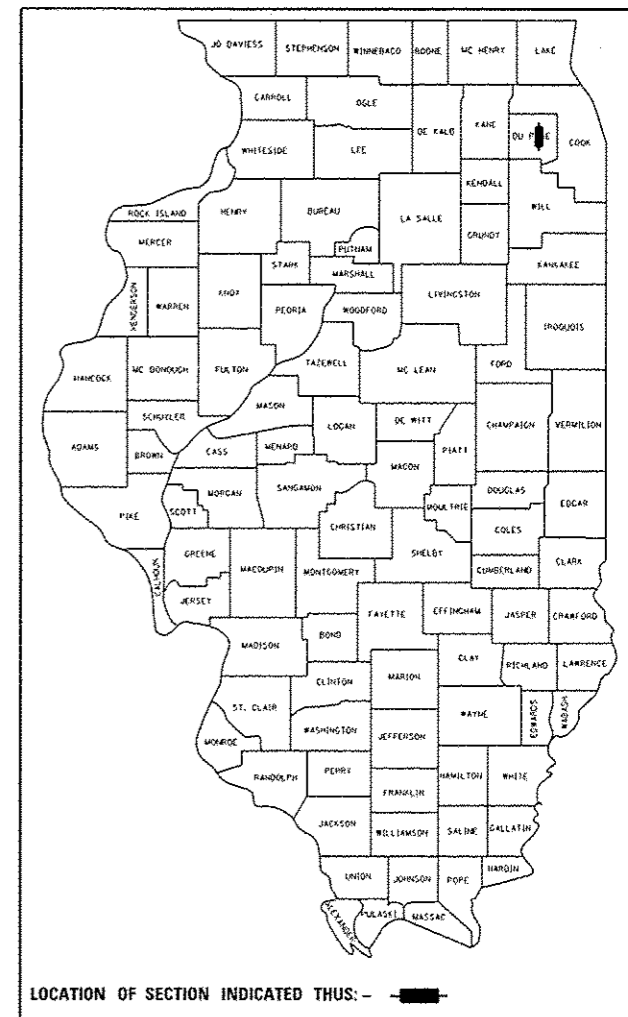 JO DAVIESS STEPHENSON WINNEBAGO BOONE MC HENRY LAKE
CARROLL OGLE DE KALB KANE DU P GE COOK
WHITESIDE LEE
KENDALL
ROCK ISLAND HENRY BUREAU LA SALLE WILL
MERCER PUTNAM GRUNDY
STARK MARSHALL KANKAKEE
HENDERSON WARREN KNOX PEORIA WOODFORD LIVINGSTON IROQUOIS
HANCOCK MC DONOUGH FULTON TAZEWELL MC LEAN FORD
SCHUYLER MASON
ADAMS BROWN CASS MENARD LOGAN DE WITT PIATT CHAMPAIGN VERMILION
MACON
PIKE SCOTT MORGAN SANGAMON MOULTRIE DOUGLAS EDGAR
CHRISTIAN COLES
CALHOUN GREENE MACOUPIN MONTGOMERY SHELBY CUMBERLAND CLARK
JERSEY FAYETTE EFFINGHAM JASPER CRAWFORD
MADISON BOND
CLAY RICHLAND LAWRENCE
CLINTON MARION
ST. CLAIR WAYNE EDWARDS WABASH
WASHINGTON JEFFERSON
MONROE
RANDOLPH PERRY HAMILTON WHITE
FRANKLIN
JACKSON WILLIAMSON SALINE GALLATIN
UNION JOHNSON POPE HARDIN
ALEXANDER PULASKI MASSAC
LOCATION OF SECTION INDICATED THUS: -